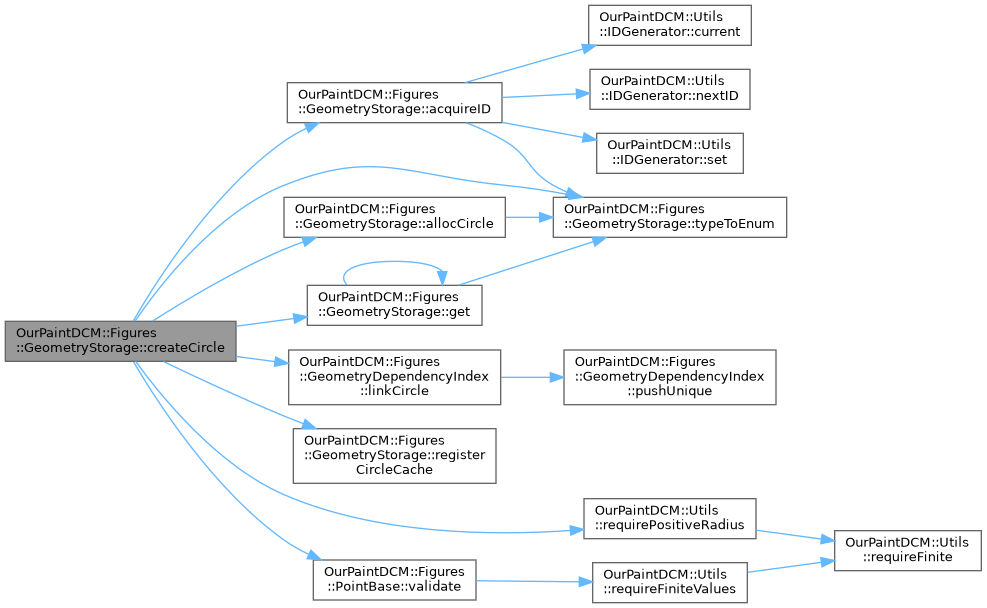 OurPaintDCM::Figures
::GeometryStorage::createCircle
OurPaintDCM::Figures
::GeometryStorage::acquireID
OurPaintDCM::Utils
::IDGenerator::current
OurPaintDCM::Utils
::IDGenerator::nextID
OurPaintDCM::Utils
::IDGenerator::set
OurPaintDCM::Figures
::GeometryStorage::typeToEnum
OurPaintDCM::Figures
::GeometryStorage::allocCircle
OurPaintDCM::Figures
::GeometryStorage::get
OurPaintDCM::Figures
::GeometryDependencyIndex
::linkCircle
OurPaintDCM::Figures
::GeometryDependencyIndex
::pushUnique
OurPaintDCM::Figures
::GeometryStorage::register
CircleCache
OurPaintDCM::Utils
::requirePositiveRadius
OurPaintDCM::Utils
::requireFinite
OurPaintDCM::Figures
::PointBase::validate
OurPaintDCM::Utils
::requireFiniteValues